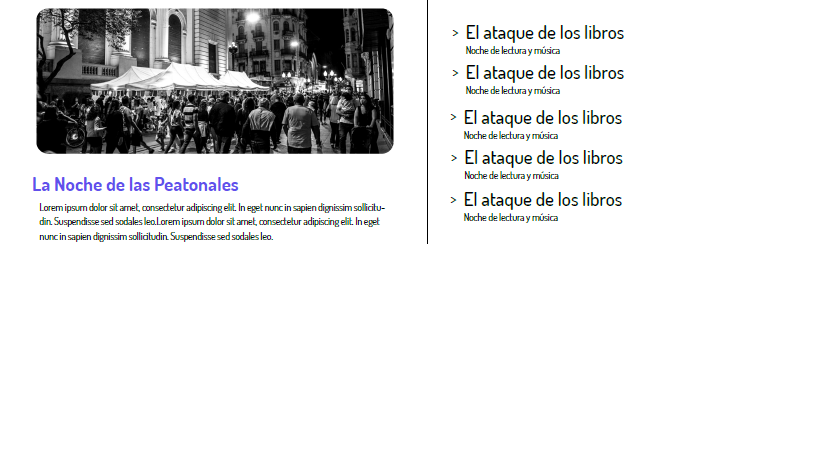 La Noche de las Peatonales
Lorem ipsum dolor sit amet, consectetur adipiscing elit. In eget nunc in sapien dignissim sollicitu-
din. Suspendisse sed sodales leo.Lorem ipsum dolor sit amet, consectetur adipiscing elit. In eget
nunc in sapien dignissim sollicitudin. Suspendisse sed sodales leo.
> El ataque de los libros
Noche de lectura y música
> El ataque de los libros
Noche de lectura y música
> El ataque de los libros
Noche de lectura y música
> El ataque de los libros
Noche de lectura y música
> El ataque de los libros
Noche de lectura y música